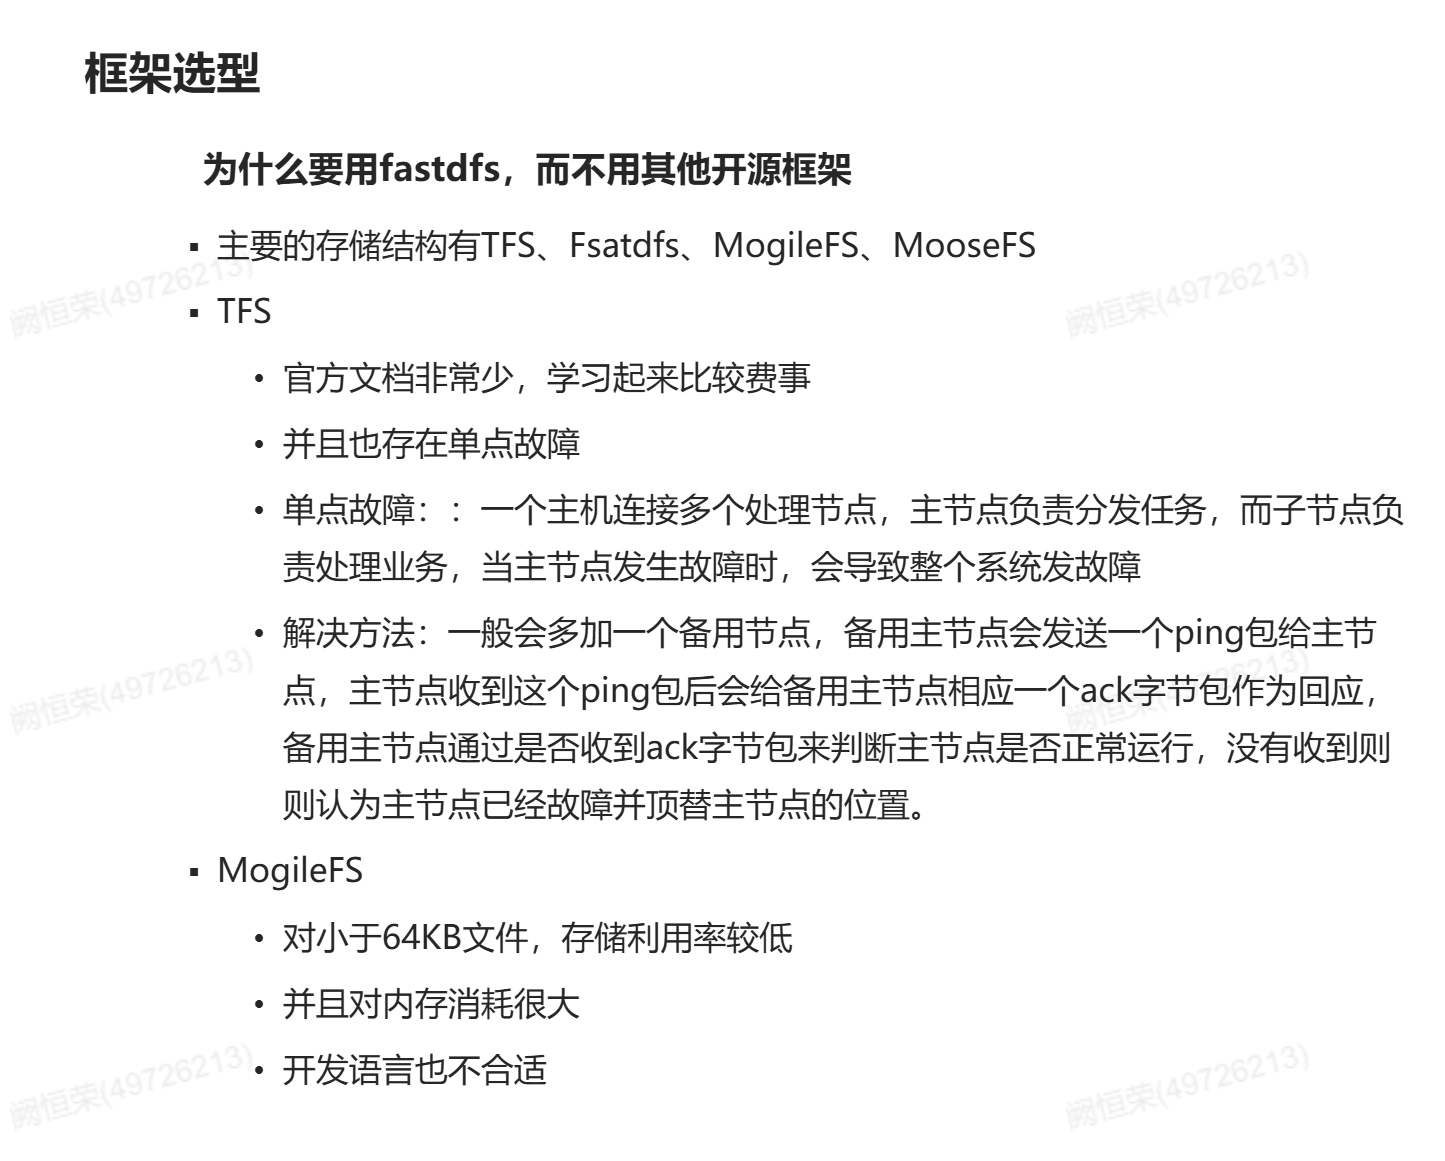 框架选型
为什么要用fastdfs，而不用其他开源框架
▪ 主要的存储结构有TFS、Fsatdfs、MogileFS、MooseFS
阙恒荣(49726213)
阙恒荣(49726213)
▪ TFS
• 官方文档非常少，学习起来比较费事
• 并且也存在单点故障
• 单点故障：：一个主机连接多个处理节点，主节点负责分发任务，而子节点负
责处理业务，当主节点发生故障时，会导致整个系统发故障
• 解决方法：一般会多加一个备用节点，备用主节点会发送一个ping包给主节
点，主节点收到这个ping包后会给备用主节点相应一个ack字节包作为回应，
阙恒荣(49726213)
阙恒荣(49726213)
备用主节点通过是否收到ack字节包来判断主节点是否正常运行，没有收到则
则认为主节点已经故障并顶替主节点的位置。
▪ MogileFS
• 对小于64KB文件，存储利用率较低
• 并且对内存消耗很大
• 开发语言也不合适
阙恒荣(49726213)
阙恒荣(49726213)